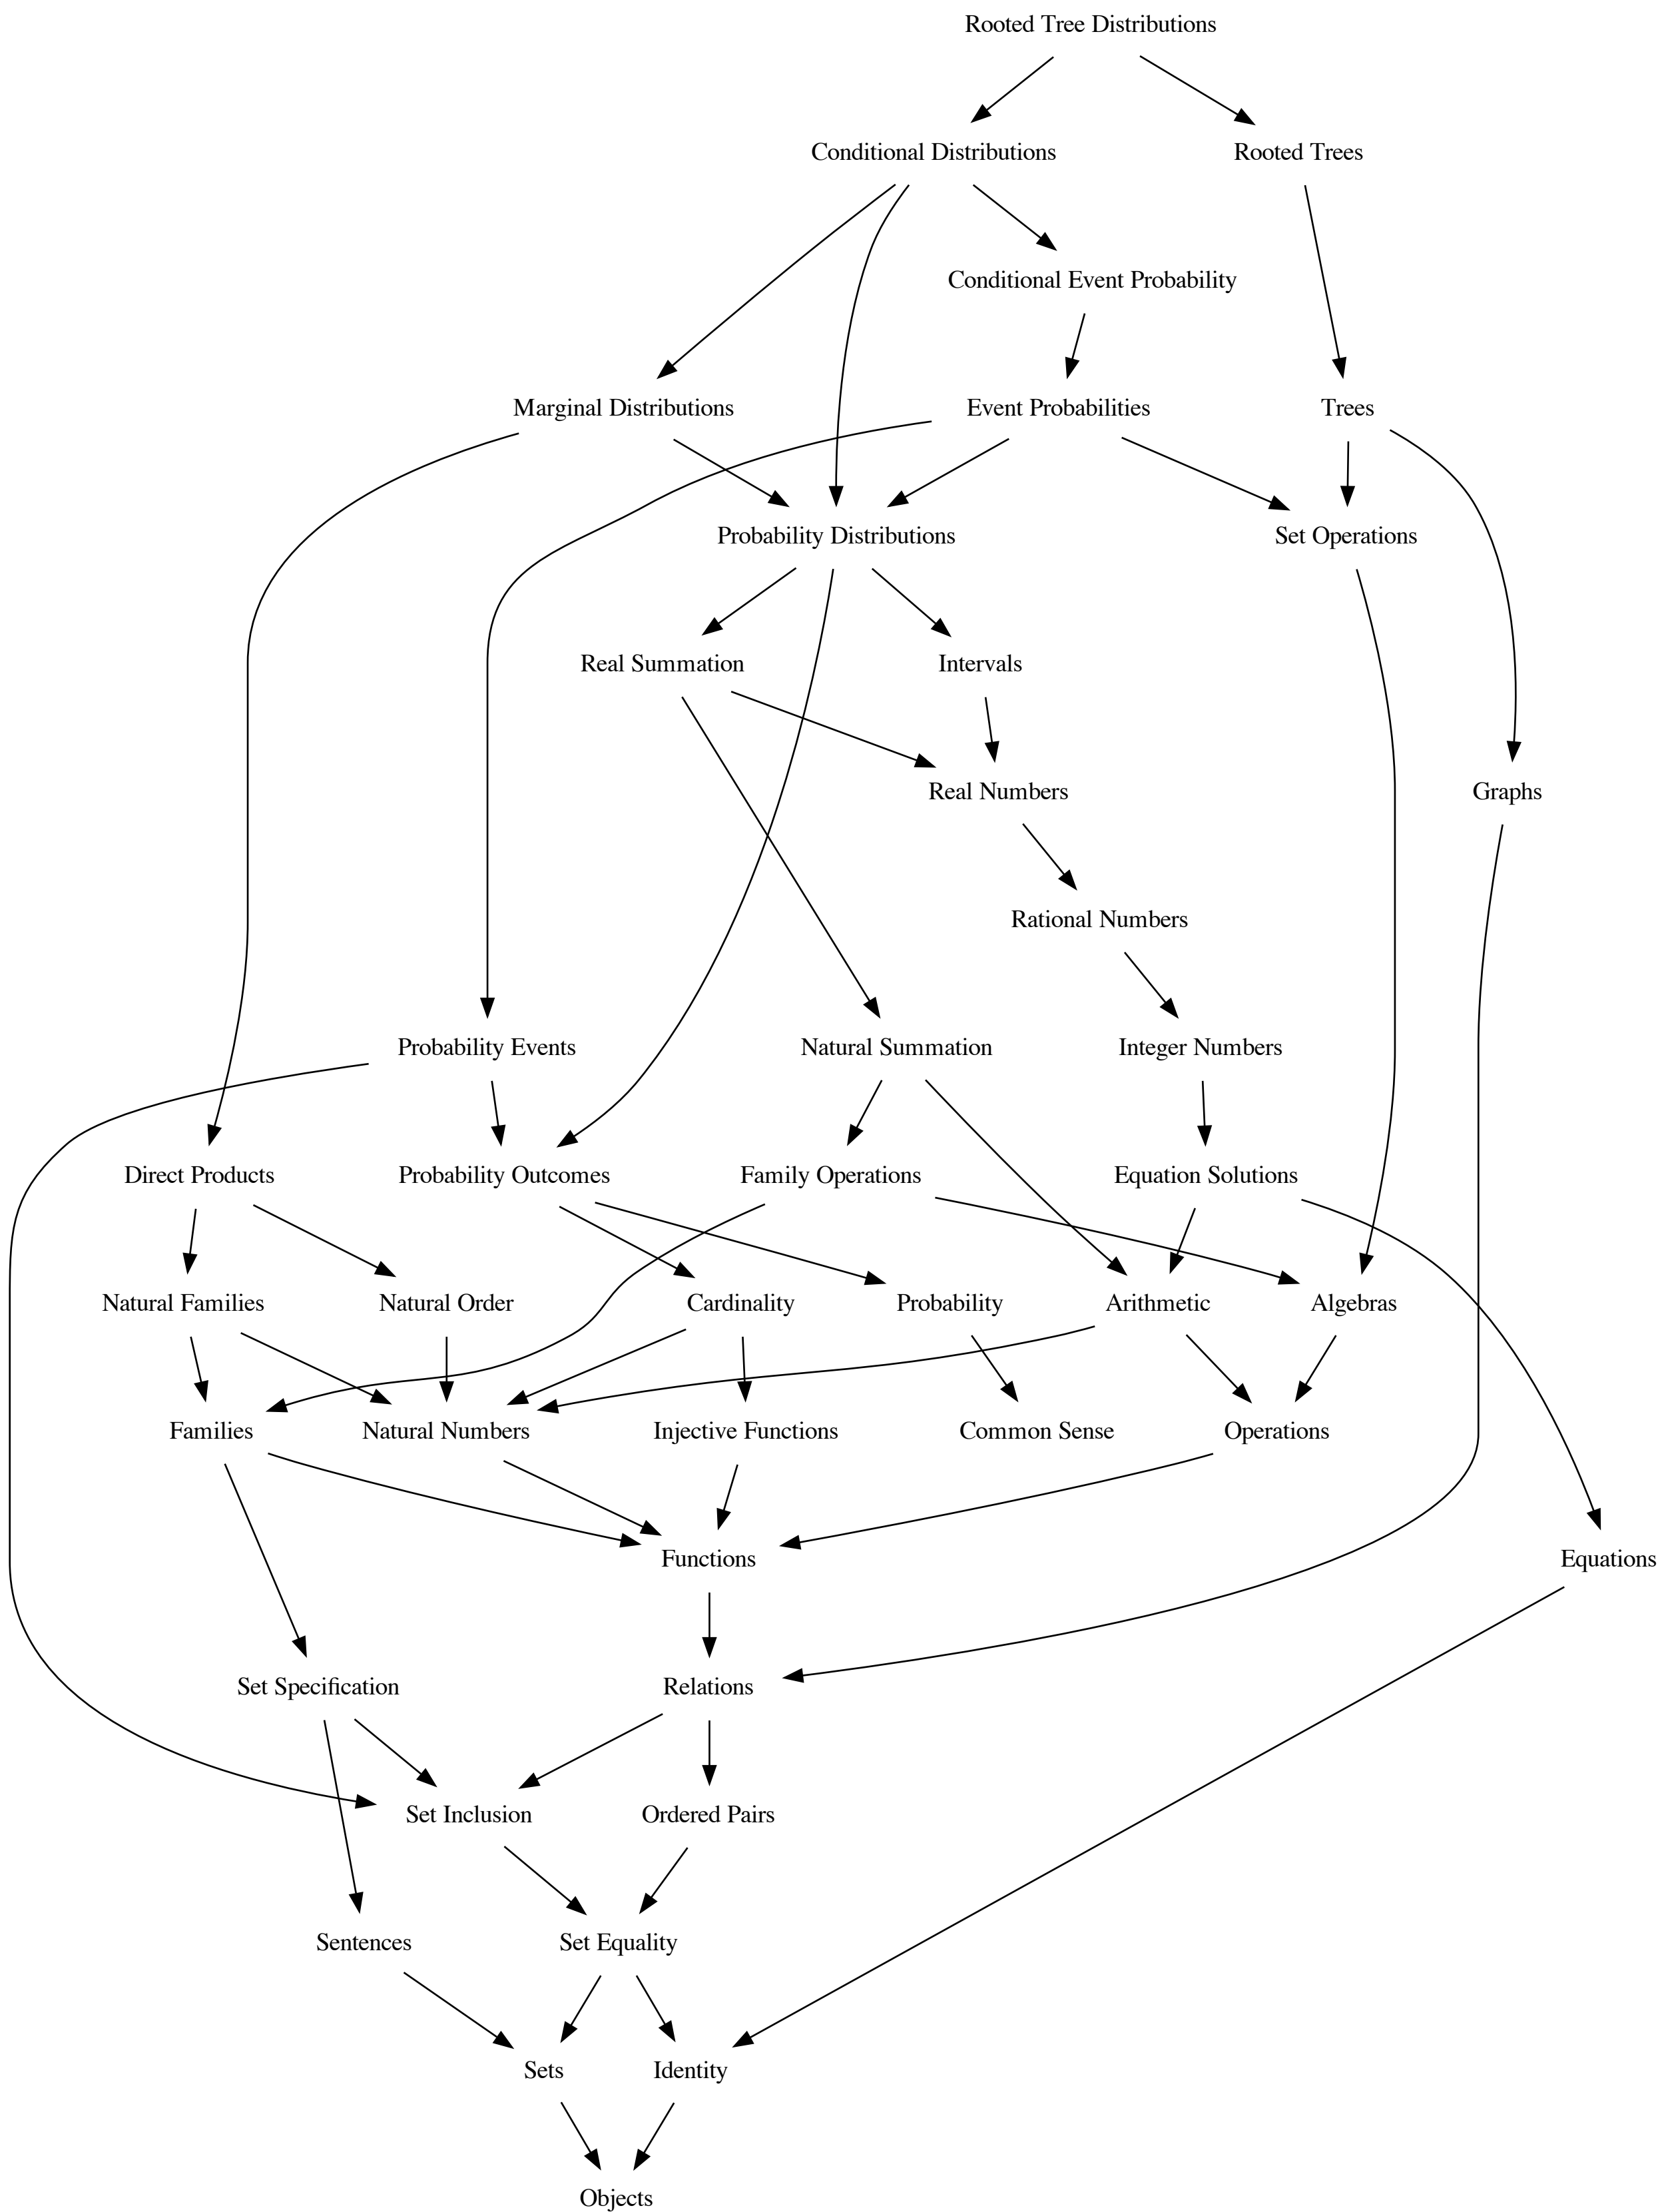 Rooted Tree Distributions
Conditional Distributions
Rooted Trees
Conditional Event Probability
Marginal Distributions
Event Probabilities
Trees
Probability Distributions
Set Operations
Real Summation
Intervals
Real Numbers
Graphs
Rational Numbers
Probability Events
Natural Summation
Integer Numbers
Direct Products
Probability Outcomes
Family Operations
Equation Solutions
Natural Families
Natural Order
Cardinality
Probability
Arithmetic
Algebras
Families
Natural Numbers
Injective Functions
Common Sense
Operations
Functions
Equations
Set Specification
Relations
Set Inclusion
Ordered Pairs
Sentences
Set Equality
Sets
Identity
Objects